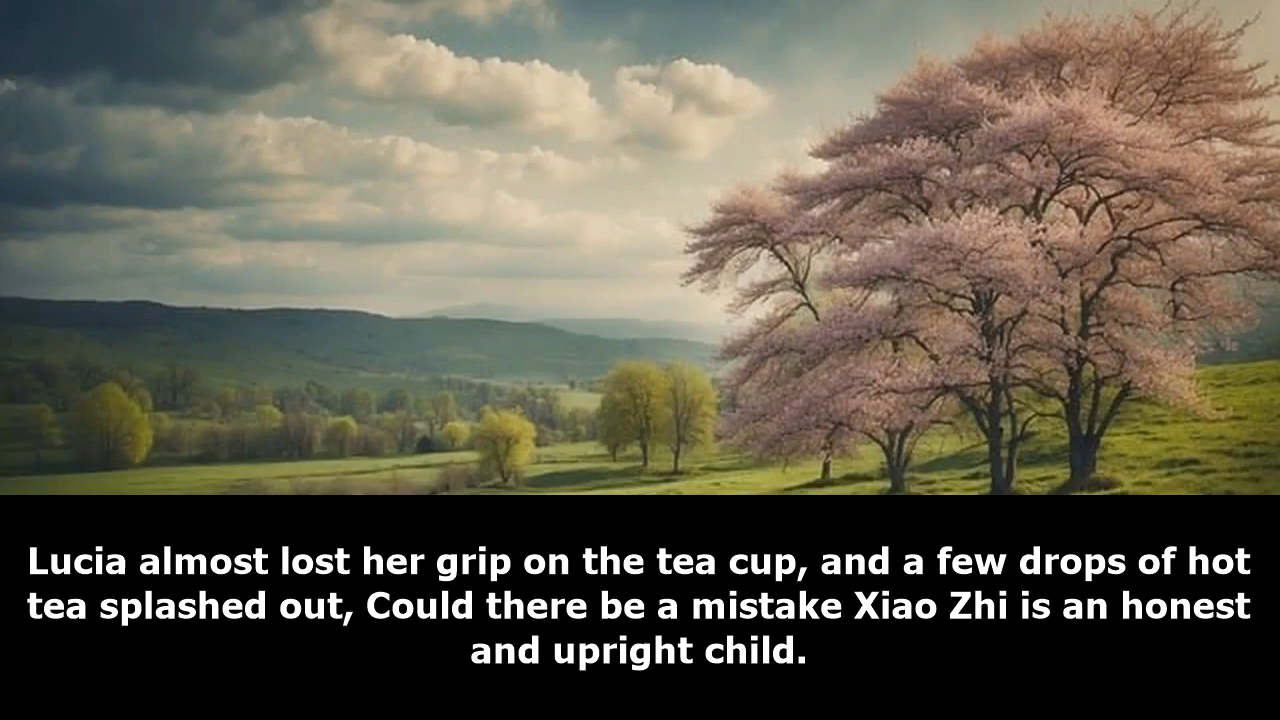 Lucia almost lost her grip on the tea cup, and a few drops of hot
tea splashed out, Could there be a mistake Xiao Zhi is an honest
and upright child.